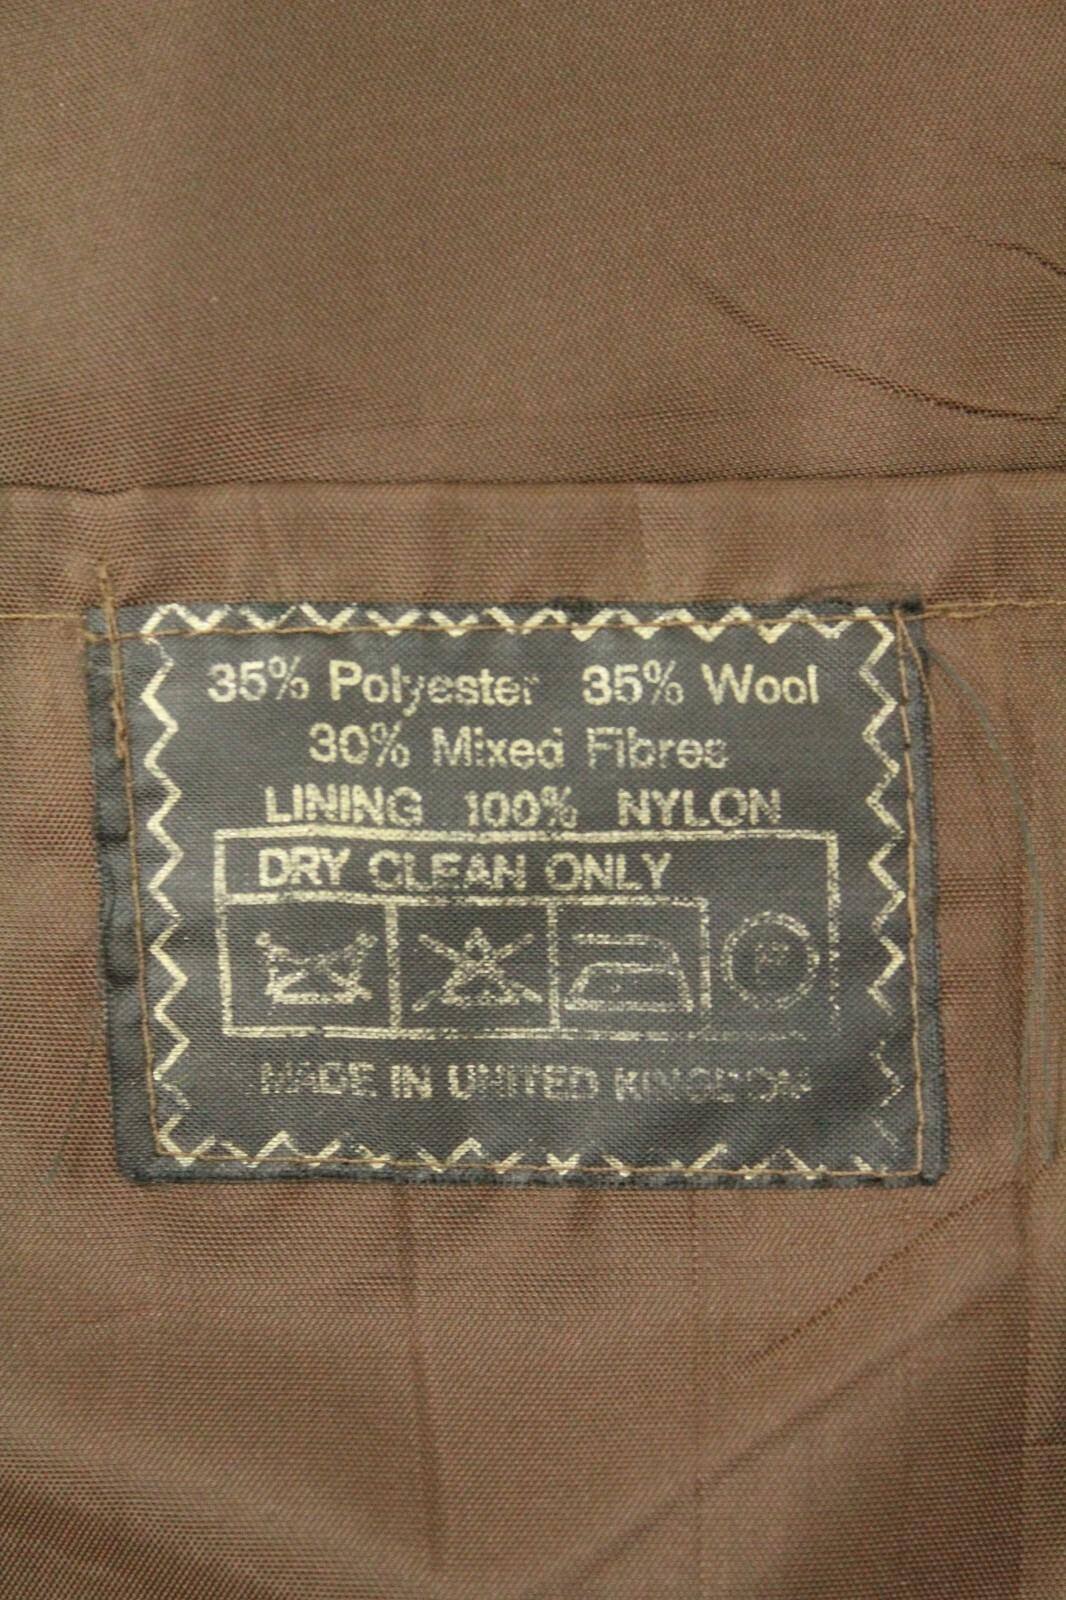 35% Polyester 35% Wool
30% Mixed Fibres
LINING 100% NYLON
DRY CLEAN ONLY
P
MADE IN UNITED KINGDOM